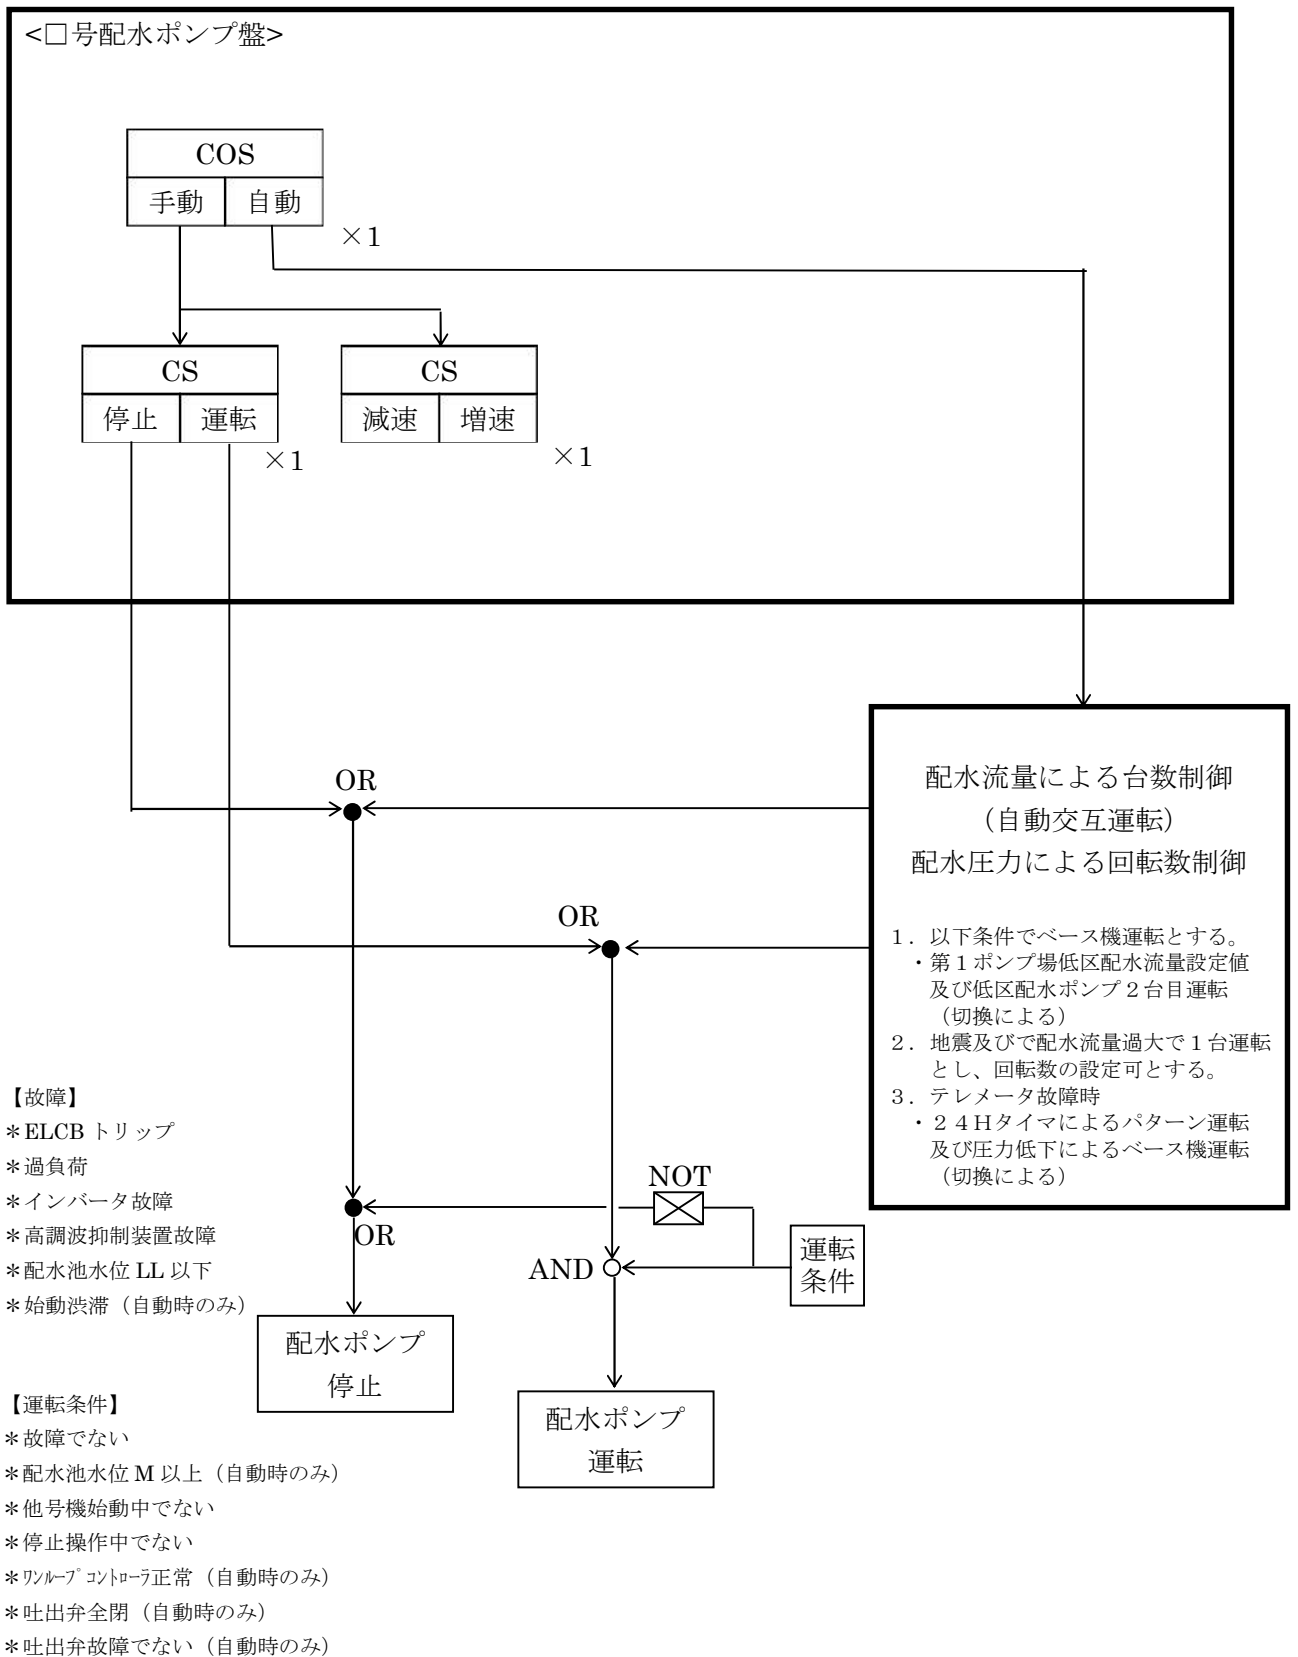 <□号配水ポンプ盤>
COS
手動 自動
×1
CS
停止 運転
×1
CS
減速 増速
×1
配水流量による台数制御
（自動交互運転）
配水圧力による回転数制御
１．以下条件でベース機運転とする。
・第１ポンプ場低区配水流量設定値
及び低区配水ポンプ２台目運転
（切換による）
２．地震及びで配水流量過大で１台運転
とし、回転数の設定可とする。
３．テレメータ故障時
・２４Ｈタイマによるパターン運転
及び圧力低下によるベース機運転
（切換による）
OR
OR
NOT
OR
AND
運転
条件
配水ポンプ
停止
配水ポンプ
運転
【故障】
＊ELCB トリップ
＊過負荷
＊インバータ故障
＊高調波抑制装置故障
＊配水池水位 LL 以下
＊始動渋滞（自動時のみ）
【運転条件】
＊故障でない
＊配水池水位 M 以上（自動時のみ）
＊他号機始動中でない
＊停止操作中でない
＊ﾜﾝﾙｰﾌﾟｺﾝﾄﾛｰﾗ正常（自動時のみ）
＊吐出弁全閉（自動時のみ）
＊吐出弁故障でない（自動時のみ）